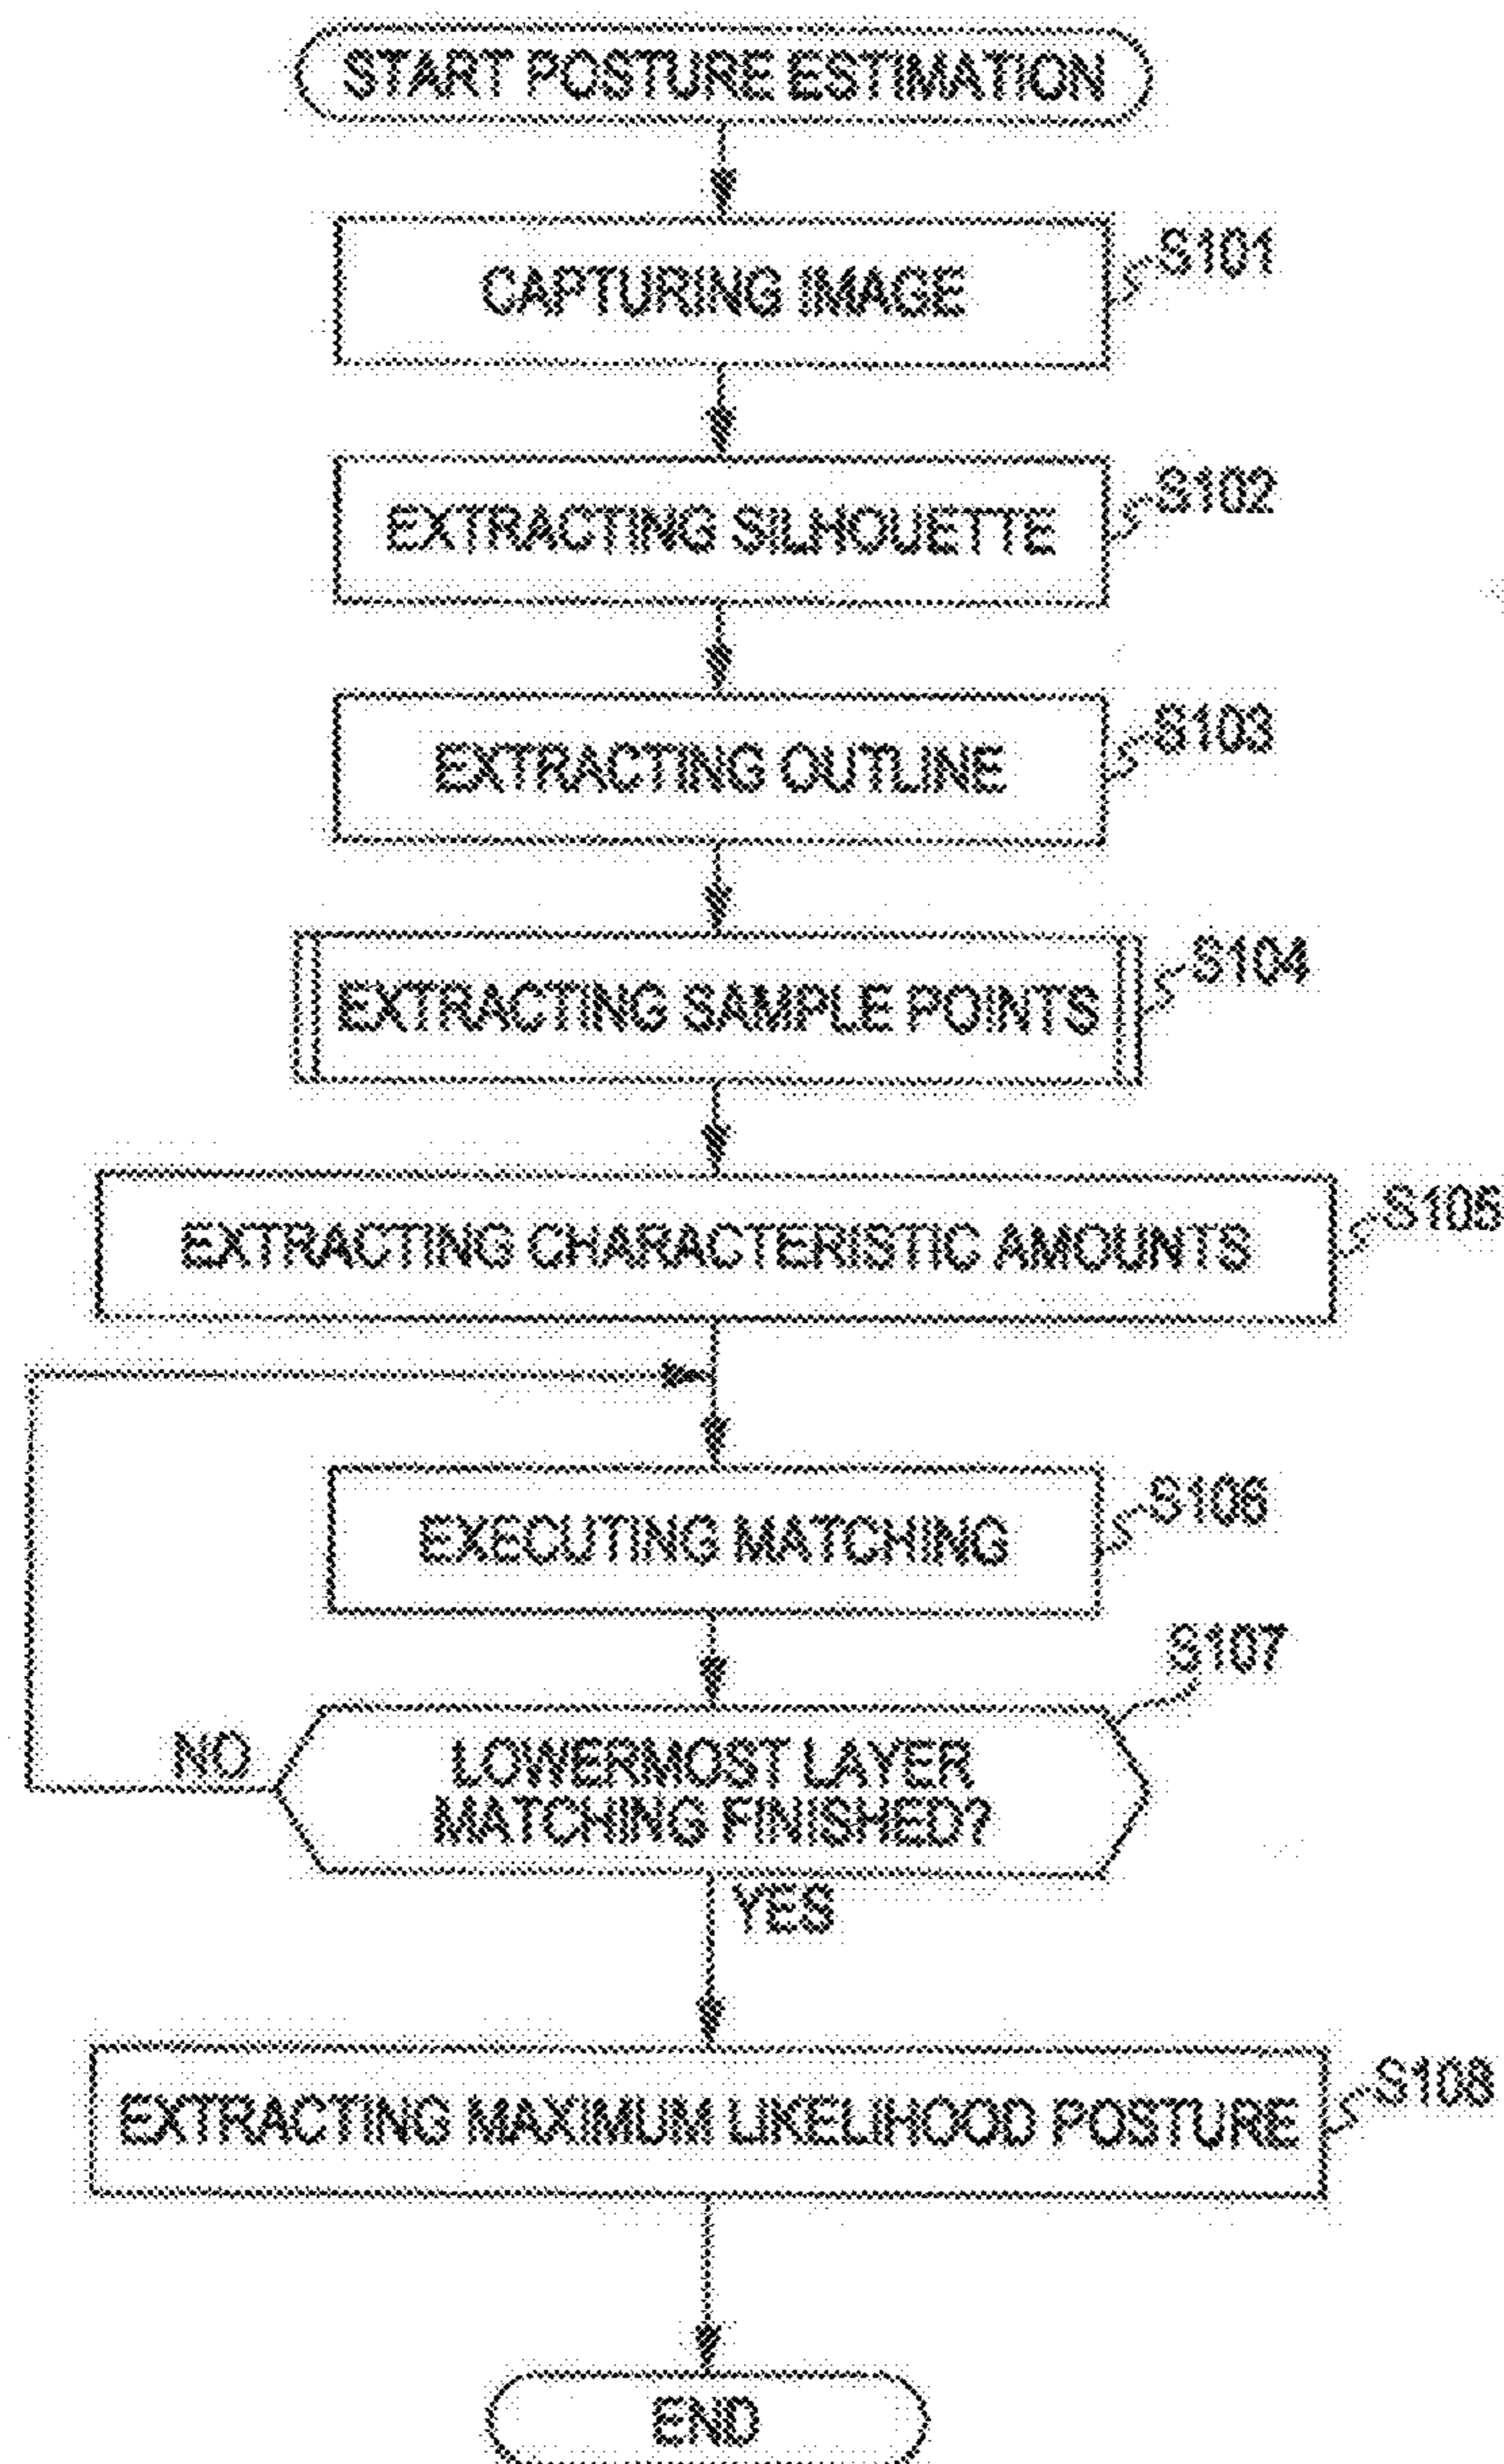 START POSTURE ESTIMATION
CAPTURING IMAGE
S101
EXTRACTING SILHOUETTE
S102
EXTRACTING OUTLINE
S103
EXTRACTING SAMPLE POINTS
S104
EXTRACTING CHARACTERISTIC AMOUNTS
S105
EXECUTING MATCHING
S106
S107
LOWERMOST LAYER
MATCHING FINISHED?
NO
YES
EXTRACTING MAXIMUM LIKELIHOOD POSTURE
S108
END